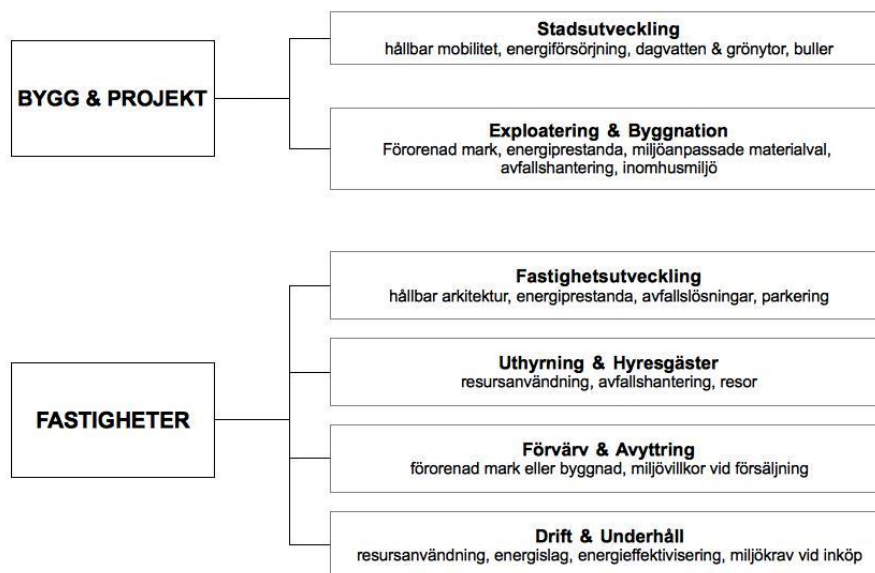 BYGG & PROJEKT
Stadsutveckling
hållbar mobilitet, energiförsörjning, dagvatten & grönytor, buller
Exploatering & Byggnation
Förorenad mark, energiprestanda, miljöanpassade materialval,
avfallshantering, inomhusmiljö
FASTIGHETER
Fastighetsutveckling
hållbar arkitektur, energiprestanda, avfallslösningar, parkering
Uthyrning & Hyresgäster
resursanvändning, avfallshantering, resor
Förvärv & Avyttring
förorenad mark eller byggnad, miljövillkor vid försäljning
Drift & Underhåll
resursanvändning, energislag, energieffektivisering, miljökrav vid inköp